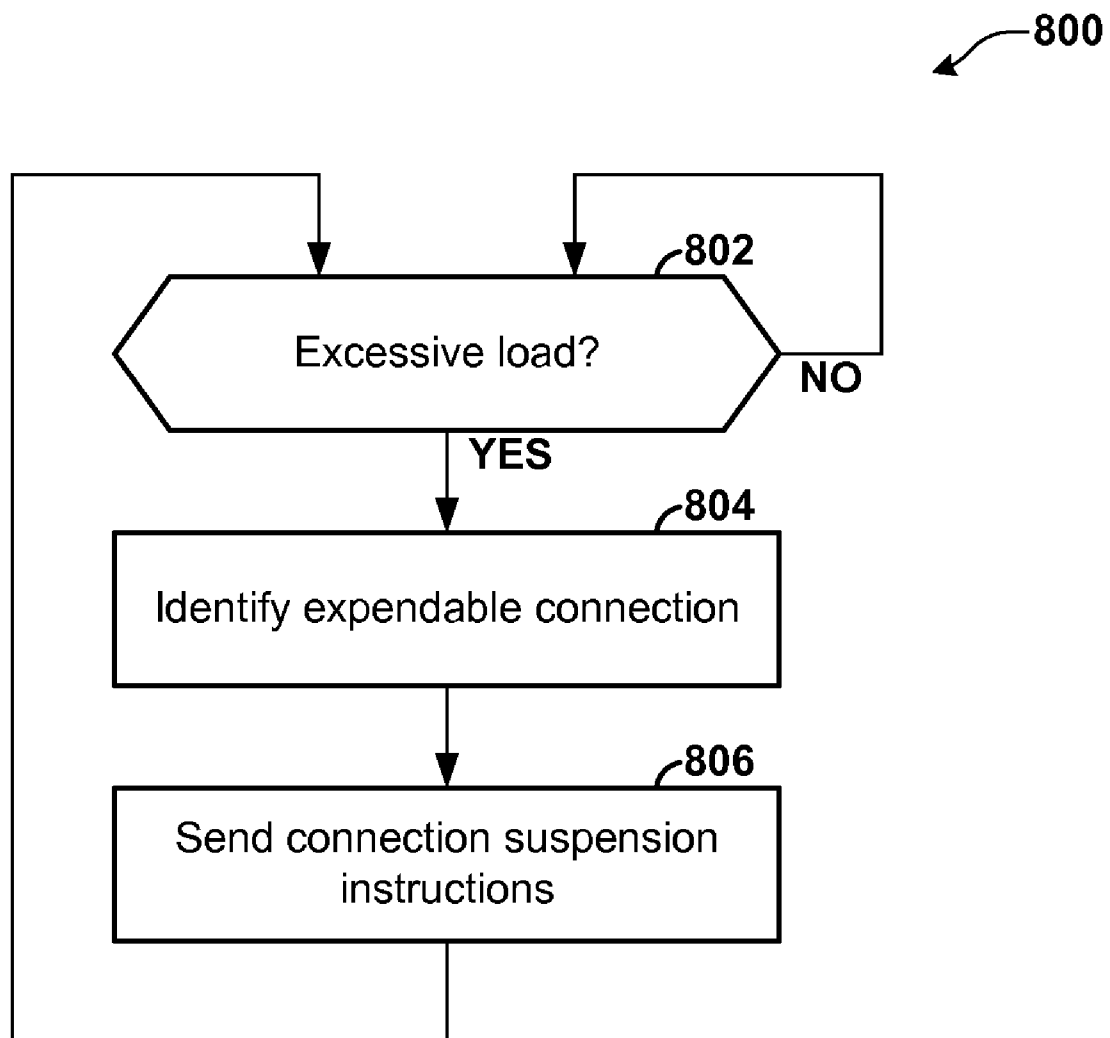 800
802
Excessive load?
NO
YES
804
Identify expendable connection
806
Send connection suspension
instructions